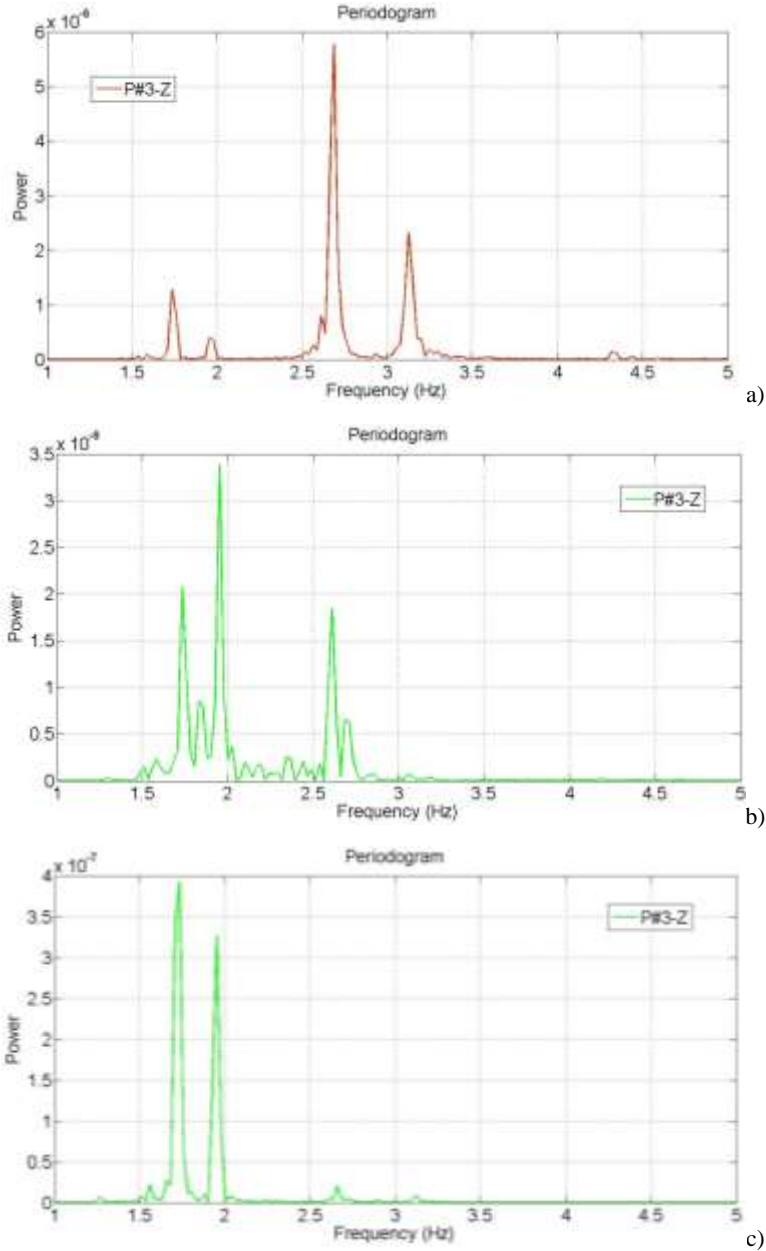 Periodogram
6 x 10⁻⁶
P#3-Z
5
4
3
2
1
0
Power
1 1.5 2 2.5 3 3.5 4 4.5 5
Frequency (Hz)
a)
Periodogram
3.5 x 10⁻⁸
P#3-Z
3
2.5
2
1.5
1
0.5
0
Power
1 1.5 2 2.5 3 3.5 4 4.5 5
Frequency (Hz)
b)
Periodogram
4 x 10⁻⁷
P#3-Z
3.5
3
2.5
2
1.5
1
0.5
0
Power
1 1.5 2 2.5 3 3.5 4 4.5 5
Frequency (Hz)
c)